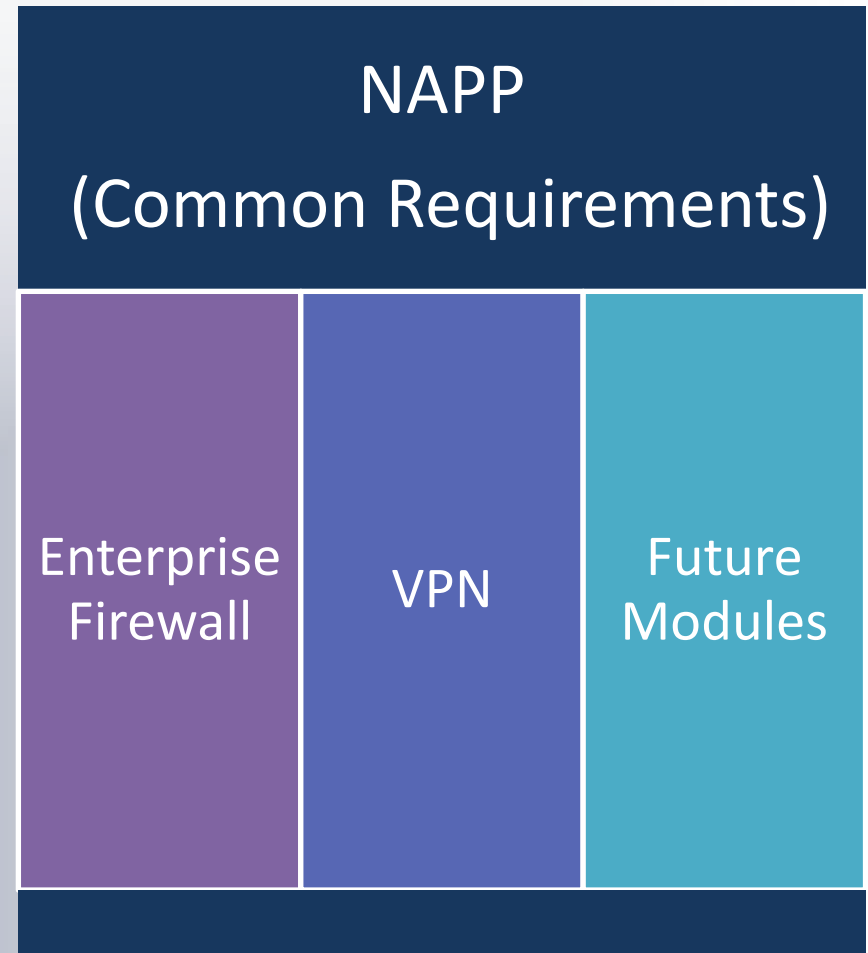 NAPP
(Common Requirements)
Enterprise
Firewall
VPN
Future
Modules